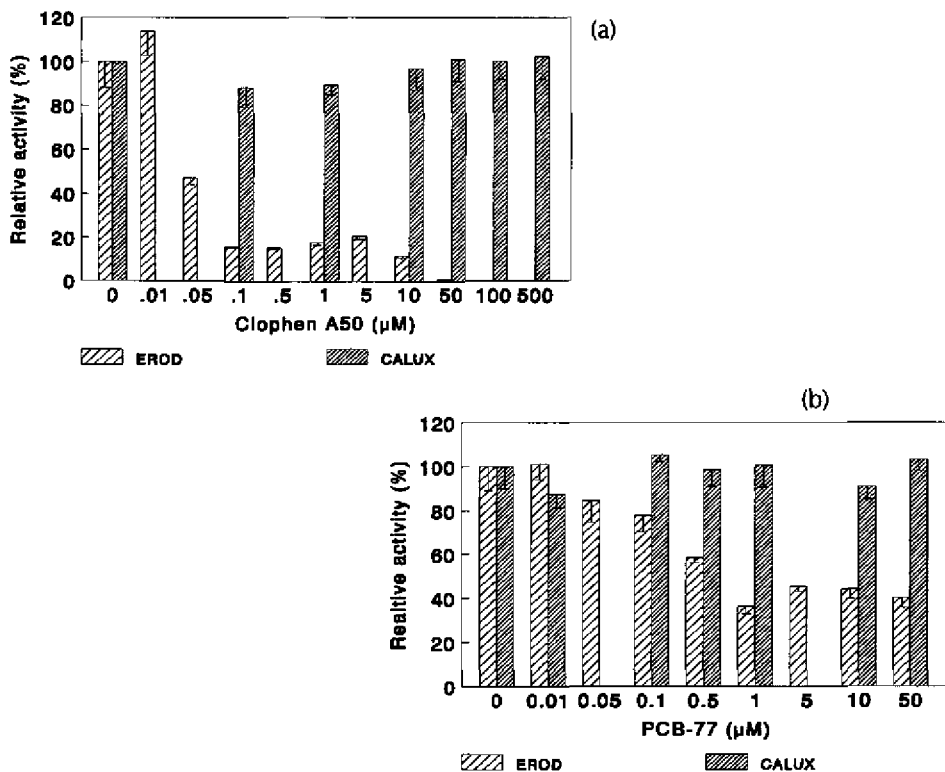 (a)
Relative activity (%)
120
100
80
60
40
20
0
0 .01 .05 .1 .5 1 5 10 50 100 500
Clophen A50 (µM)
EROD CALUX
(b)
Realtive activity (%)
120
100
80
60
40
20
0
0 0.01 0.05 0.1 0.5 1 5 10 50
PCB-77 (µM)
EROD CALUX